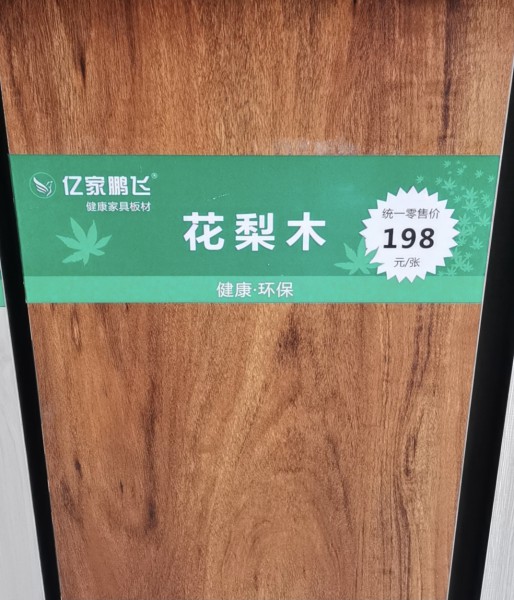 亿家鹏飞®
健康家具板材
花梨木
统一零售价
198
元/张
健康·环保